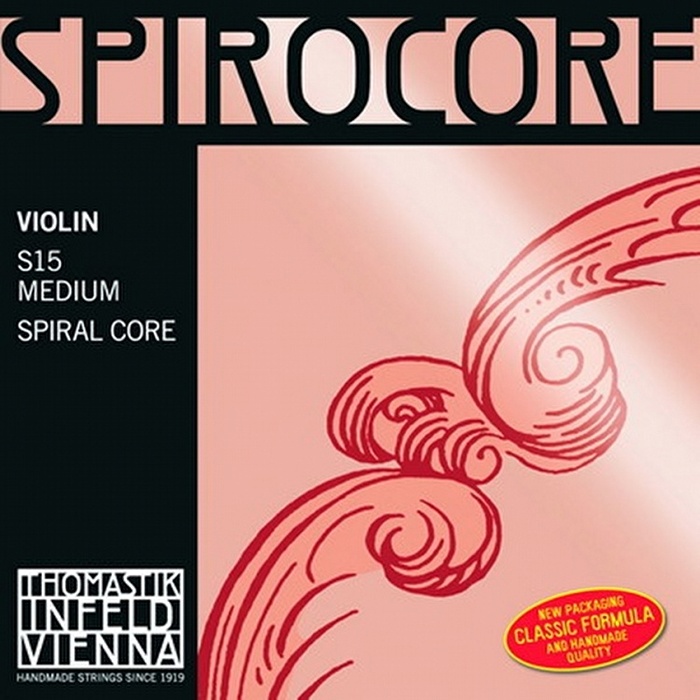 SPIROCORE
VIOLIN
S15
MEDIUM
SPIRAL CORE
THOMASTIK
INFELD
VIENNA
HANDMADE STRINGS SINCE 1919
NEW PACKAGING
CLASSIC FORMULA
AND HANDMADE
QUALITY